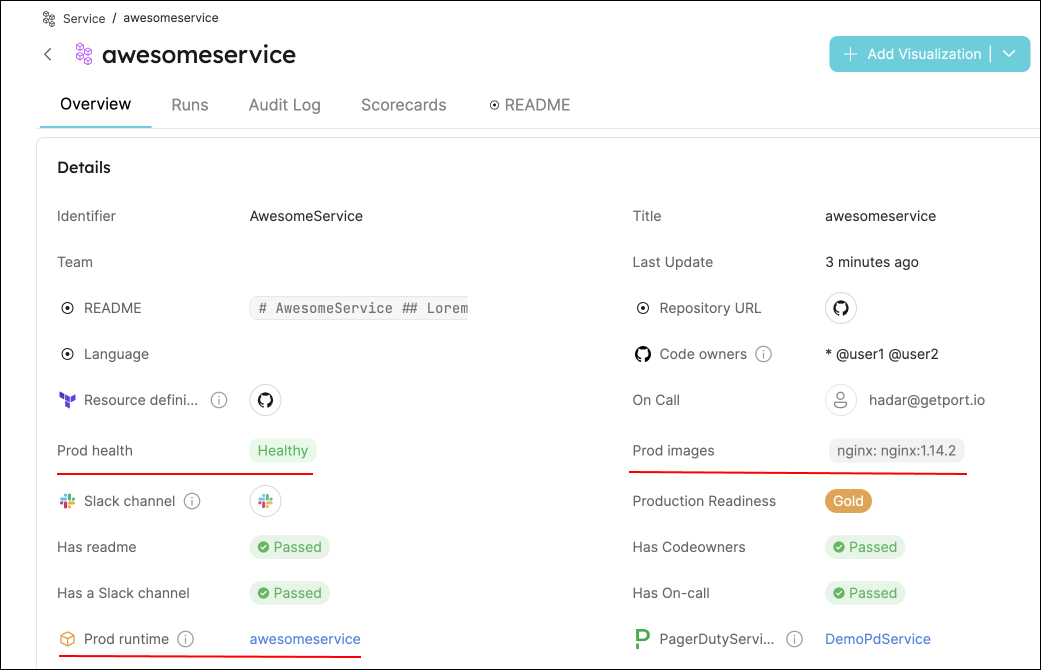 Service / awesomeservice
awesomeservice
Add Visualization
Overview Runs Audit Log Scorecards README
Details
Identifier AwesomeService Title awesomeservice
Team Last Update 3 minutes ago
README # AwesomeService ## Lorem Repository URL
Language Code owners * @user1 @user2
Resource defini... On Call hadar@getport.io
Prod health Healthy Prod images nginx: nginx:1.14.2
Slack channel Production Readiness Gold
Has readme Passed Has Codeowners Passed
Has a Slack channel Passed Has On-call Passed
Prod runtime awesomeservice PagerDutyServi... DemoPdService